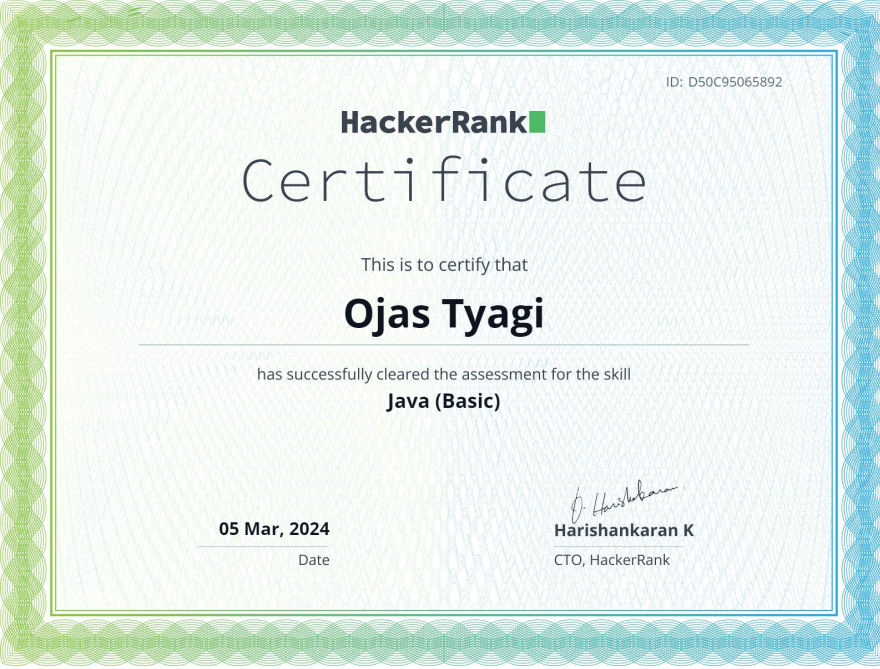 ID: D50C95065892
HackerRank
Certificate
This is to certify that
Ojas Tyagi
has successfully cleared the assessment for the skill
Java (Basic)
05 Mar, 2024
Date
Harishankaran K
CTO, HackerRank